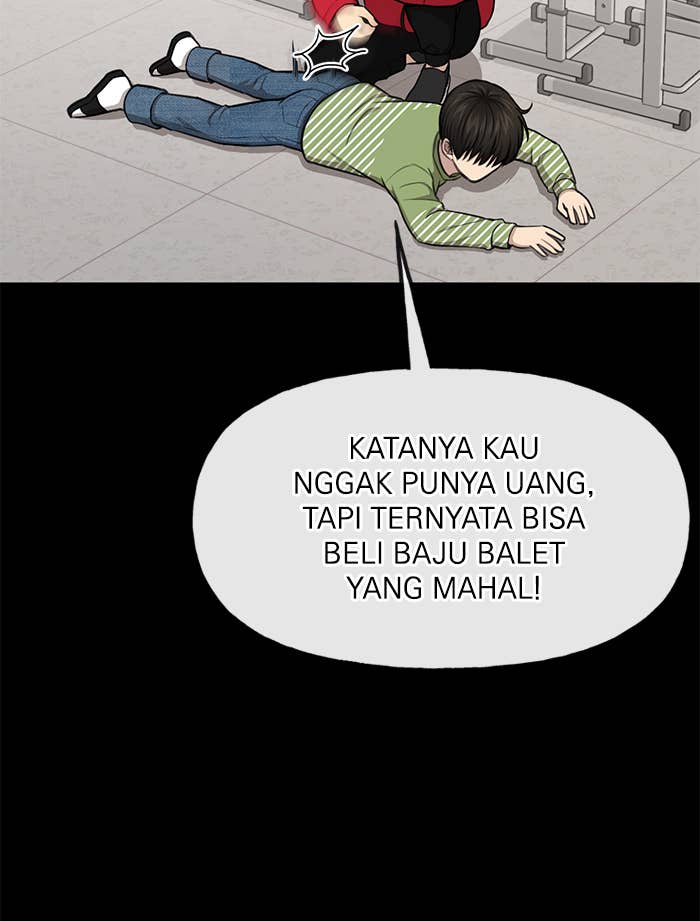 KATANYA KAU
NGGAK PUNYA UANG,
TAPI TERNYATA BISA
BELI BAJU BALET
YANG MAHAL!